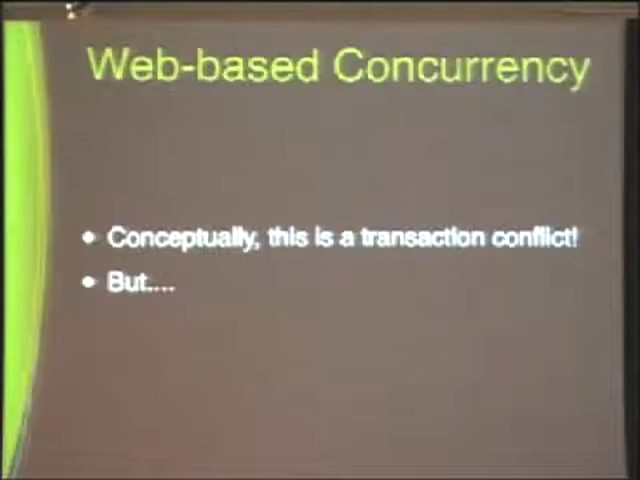 Web-based Concurrency
• Conceptually, this is a transaction conflict!
• But....